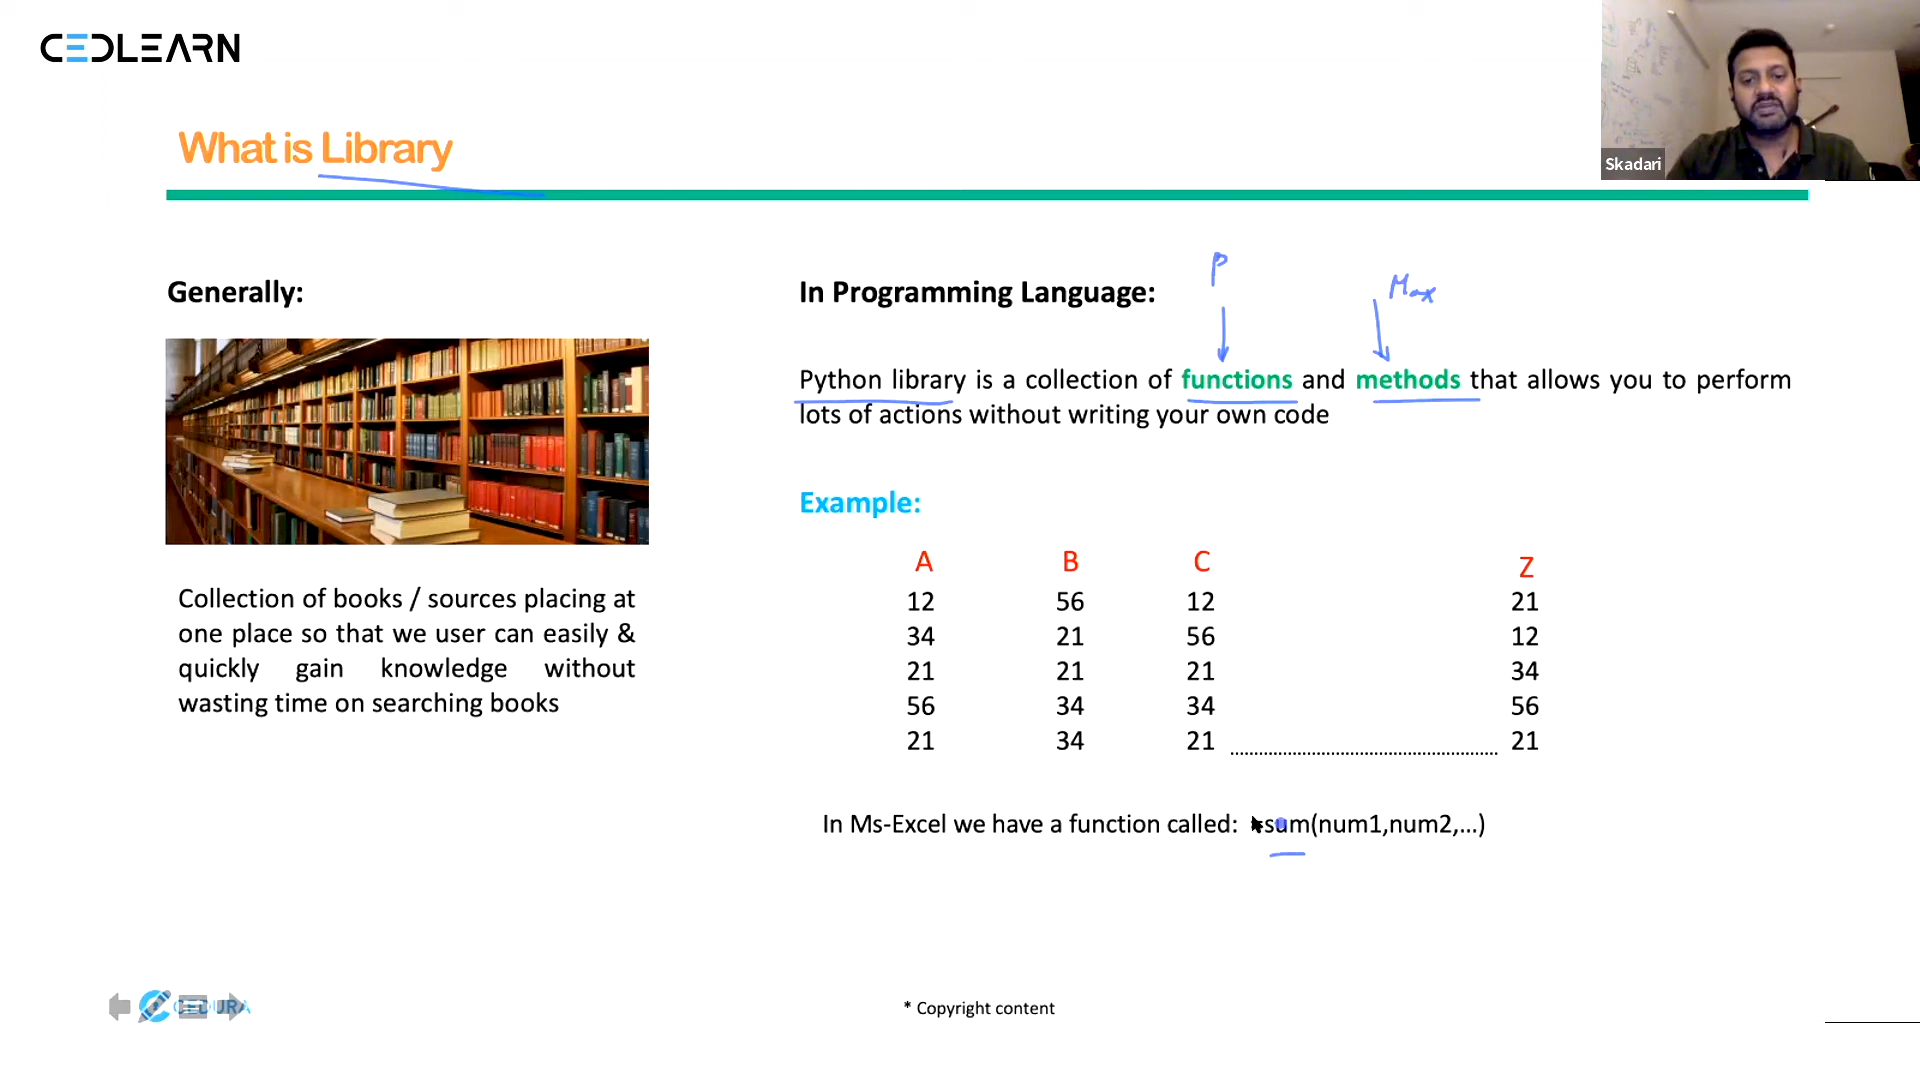 CEDLEARN
Skadari
What is Library
Generally:
Collection of books / sources placing at
one place so that we user can easily &
quickly gain knowledge without
wasting time on searching books
In Programming Language:
P
Max
Python library is a collection of functions and methods that allows you to perform
lots of actions without writing your own code
Example:
A B C Z
12 56 12 21
34 21 56 12
21 21 21 34
56 34 34 56
21 34 21 ........................................ 21
In Ms-Excel we have a function called: =sum(num1,num2,...)
CEDURA
* Copyright content